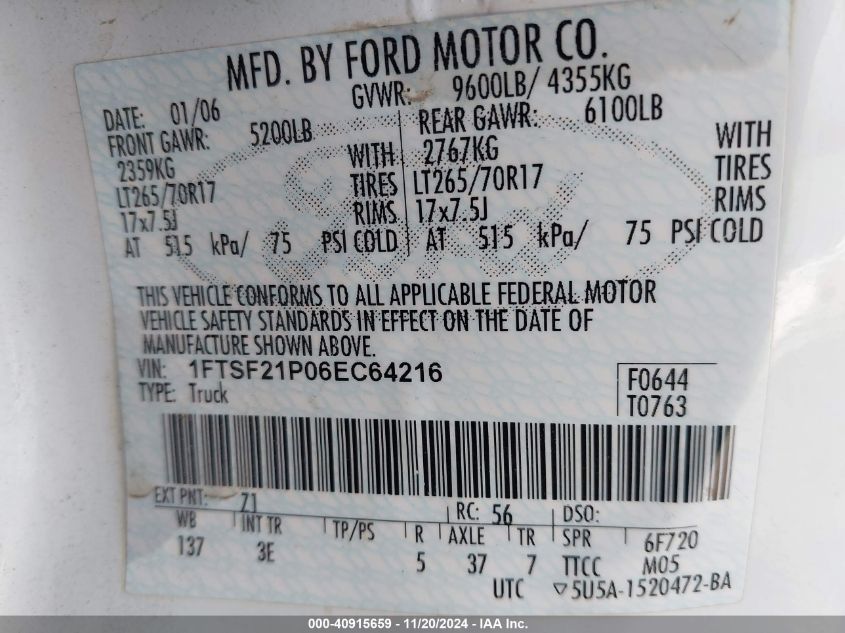 MFD. BY FORD MOTOR CO.
DATE: 01/06 GVWR: 9600LB/ 4355KG
FRONT GAWR: 5200LB REAR GAWR: 6100LB
2359KG WITH 2767KG WITH
LT265/70R17 TIRES LT265/70R17 TIRES
17x7.5J RIMS 17x7.5J RIMS
AT 515 kPa/ 75 PSI COLD AT 515 kPa/ 75 PSI COLD
THIS VEHICLE CONFORMS TO ALL APPLICABLE FEDERAL MOTOR
VEHICLE SAFETY STANDARDS IN EFFECT ON THE DATE OF
MANUFACTURE SHOWN ABOVE.
VIN: 1FTSF21P06EC64216 F0644
TYPE: Truck T0763
EXT PNT: Z1 RC: 56 DSO:
WB INT TR TP/PS R AXLE TR SPR 6F720
137 3E 5 37 7 TTCC M05
UTC ▽5U5A-1520472-BA
000-40915659 - 11/20/2024 - IAA Inc.